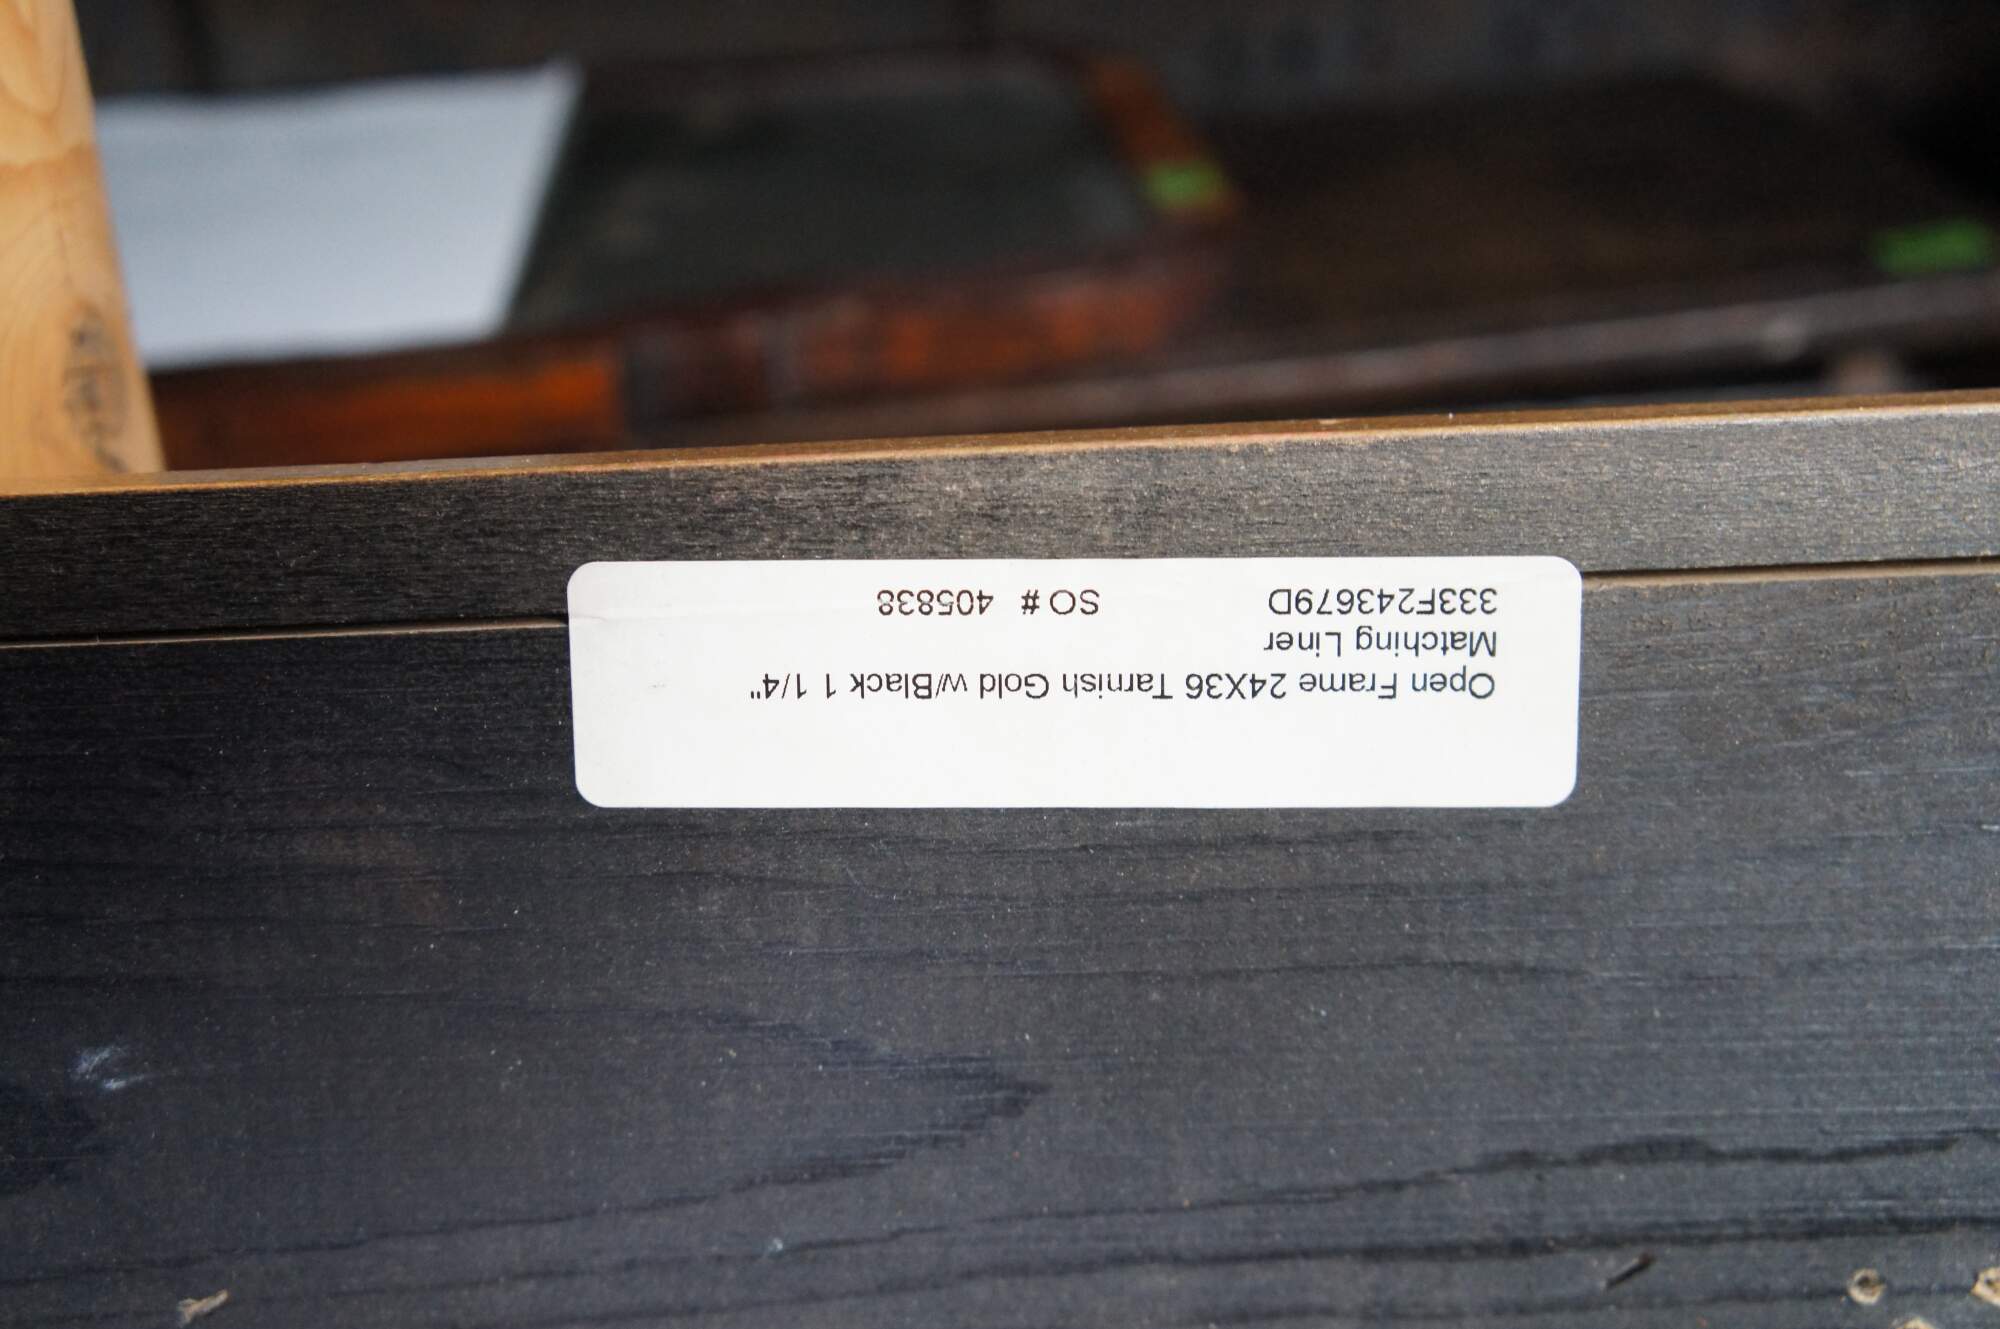 Open Frame 24X36 Tarnish Gold w/Black 1 1/4"
Matching Liner
333F243679D SO # 405838